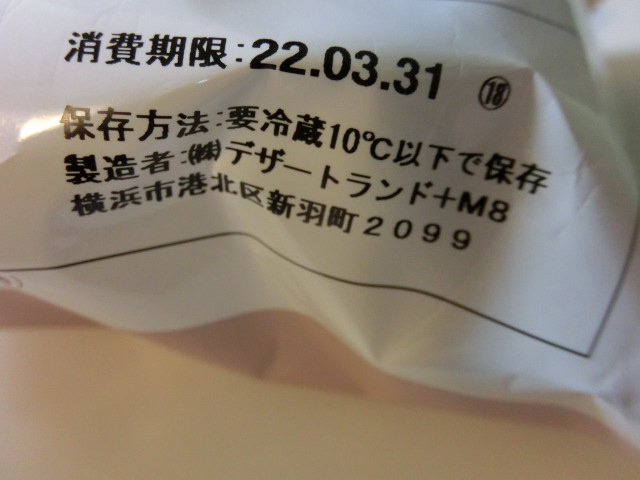 消費期限:22.03.31 ⑱
保存方法:要冷蔵10℃以下で保存
製造者:㈱デザートランド+M8
横浜市港北区新羽町2099